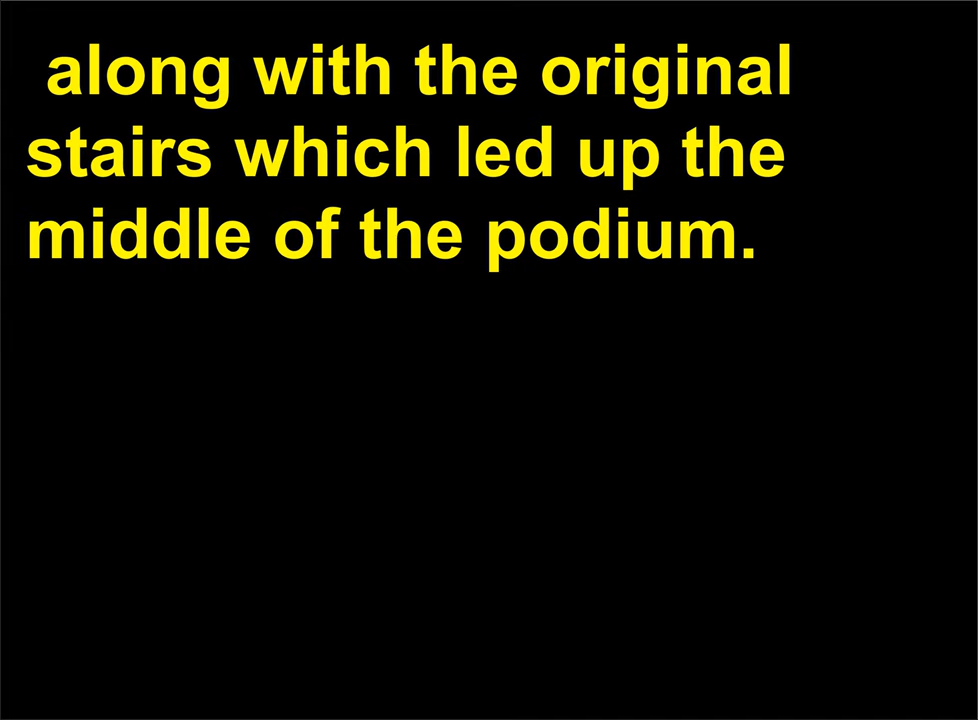 along with the original
stairs which led up the
middle of the podium.